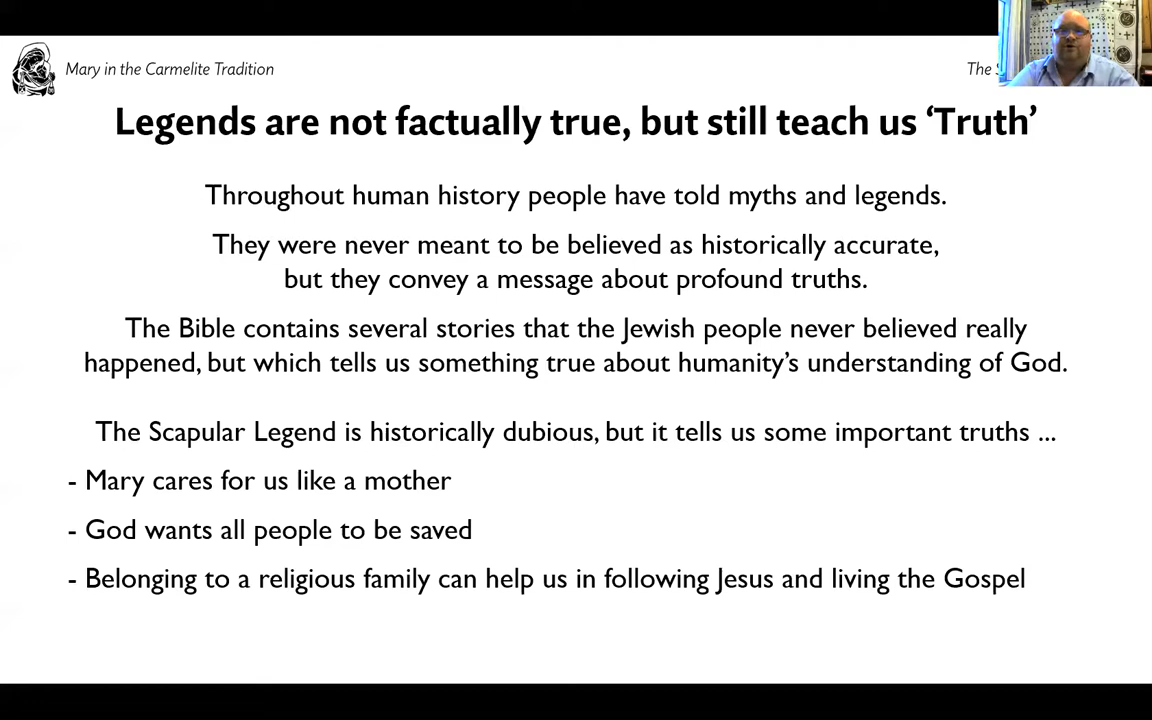 Mary in the Carmelite Tradition
The
Legends are not factually true, but still teach us ‘Truth’
Throughout human history people have told myths and legends.
They were never meant to be believed as historically accurate,
but they convey a message about profound truths.
The Bible contains several stories that the Jewish people never believed really
happened, but which tells us something true about humanity’s understanding of God.
The Scapular Legend is historically dubious, but it tells us some important truths ...
- Mary cares for us like a mother
- God wants all people to be saved
- Belonging to a religious family can help us in following Jesus and living the Gospel